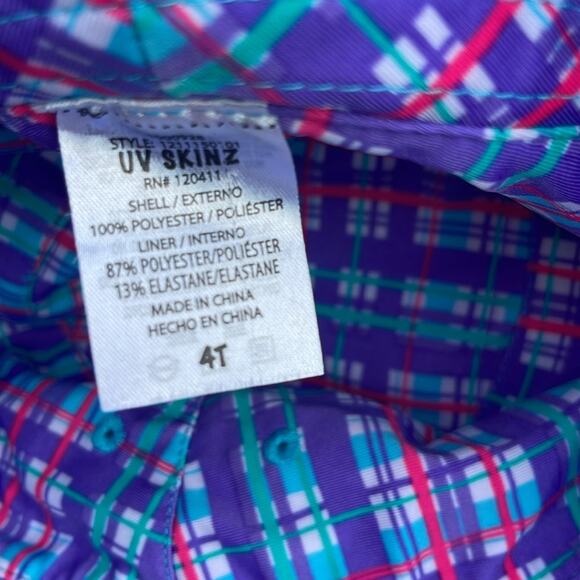 UV SKINZ
RN# 120411
SHELL / EXTERNO
100% POLYESTER / POLIÉSTER
LINER / INTERNO
87% POLYESTER/POLIÉSTER
13% ELASTANE/ELASTANE
MADE IN CHINA
HECHO EN CHINA
4T